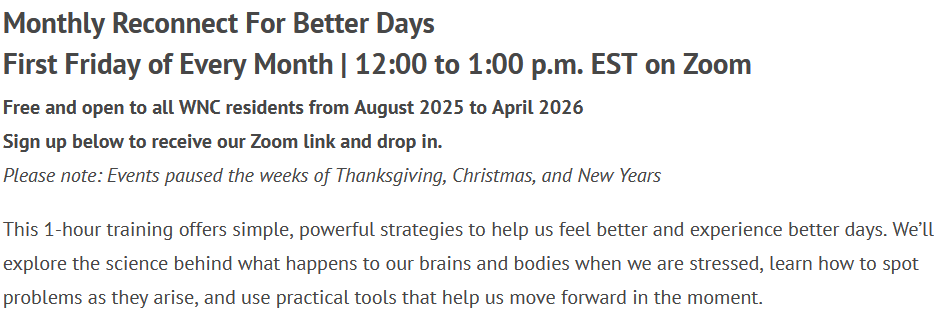 Monthly Reconnect For Better Days
First Friday of Every Month | 12:00 to 1:00 p.m. EST on Zoom
Free and open to all WNC residents from August 2025 to April 2026
Sign up below to receive our Zoom link and drop in.
Please note: Events paused the weeks of Thanksgiving, Christmas, and New Years
This 1-hour training offers simple, powerful strategies to help us feel better and experience better days. We’ll
explore the science behind what happens to our brains and bodies when we are stressed, learn how to spot
problems as they arise, and use practical tools that help us move forward in the moment.